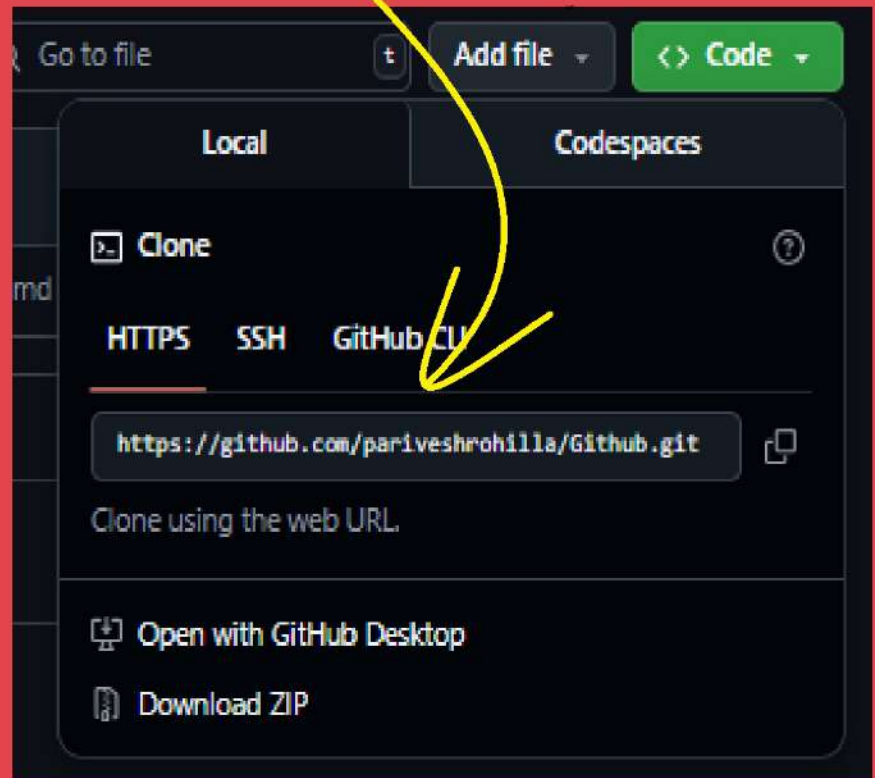 Go to file t Add file <> Code
Local Codespaces
Clone
md
HTTPS SSH GitHub CLI
https://github.com/pariveshrohilla/Github.git
Clone using the web URL.
Open with GitHub Desktop
Download ZIP